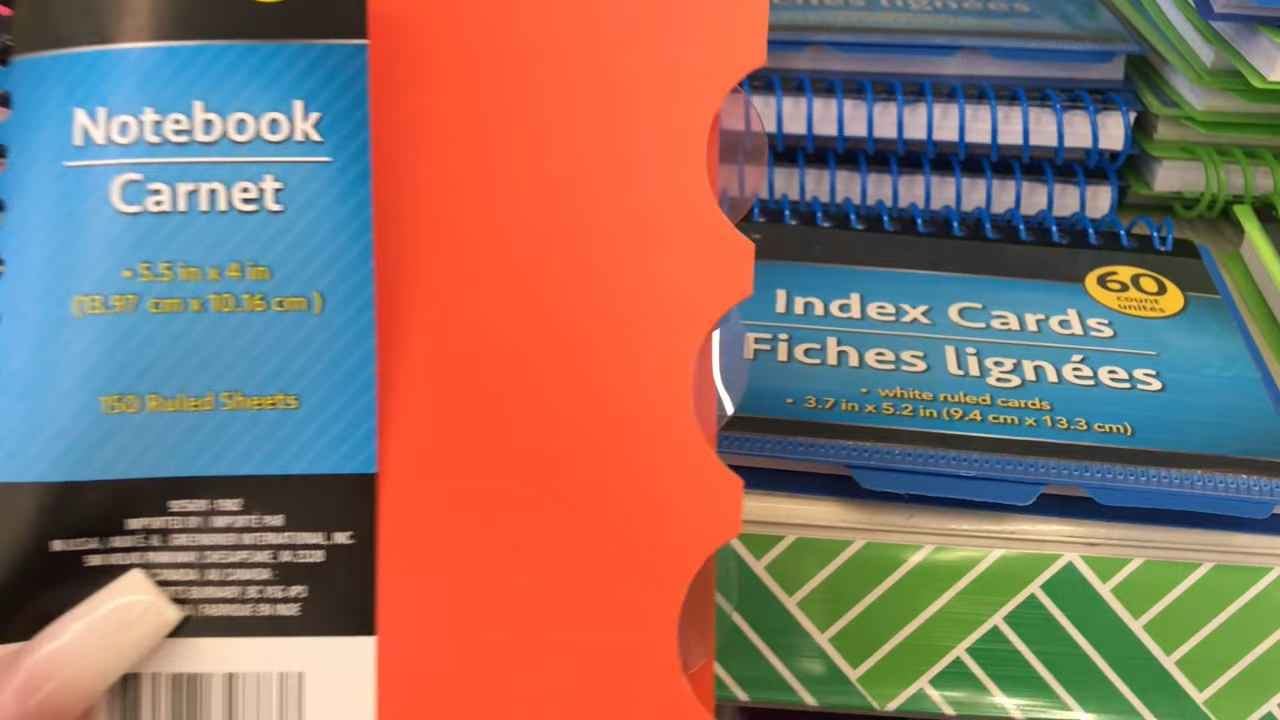 Notebook
Carnet
• 5.5 in x 4 in
(13.97 cm x 10.16 cm )
150 Ruled Sheets
Fiches lignées
60
count
unités
Index Cards
Fiches lignées
• white ruled cards
• 3.7 in x 5.2 in (9.4 cm x 13.3 cm)